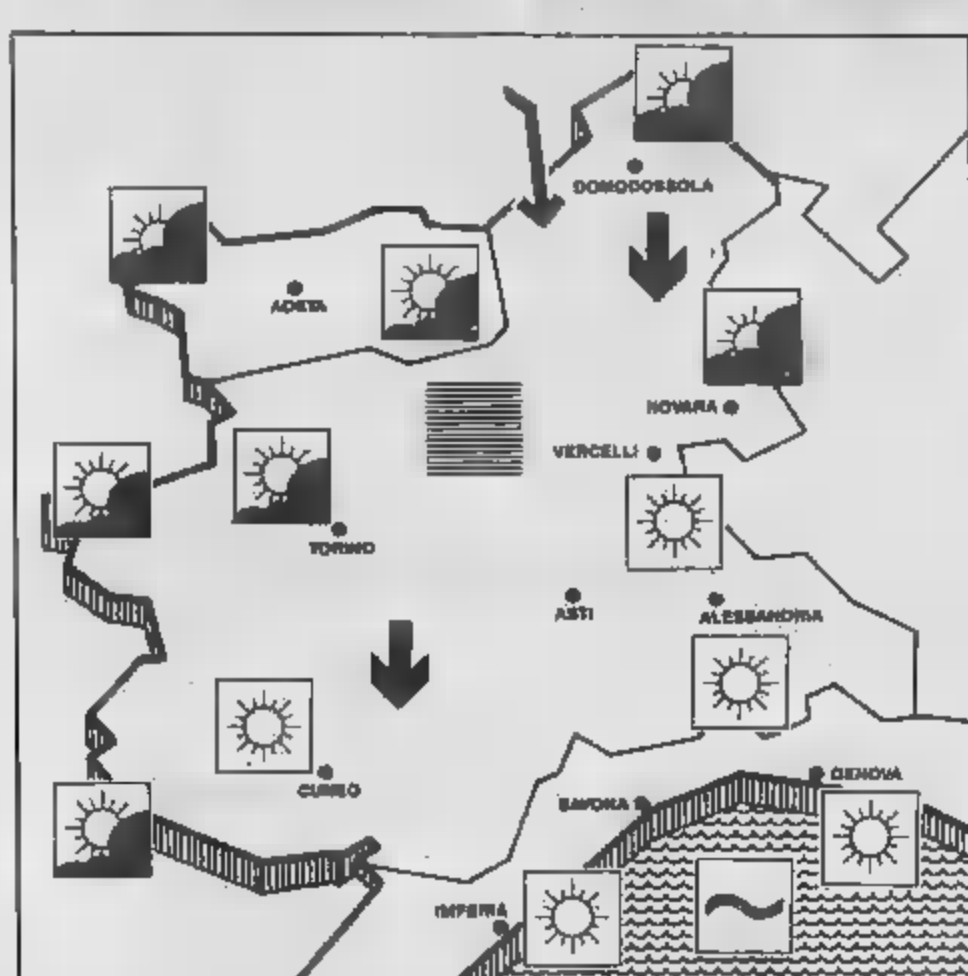 DOMODOSSOLA
AOSTA
NOVARA
VERCELLI
TORINO
ASTI
ALESSANDRIA
CUNEO
GENOVA
SAVONA
IMPERIA